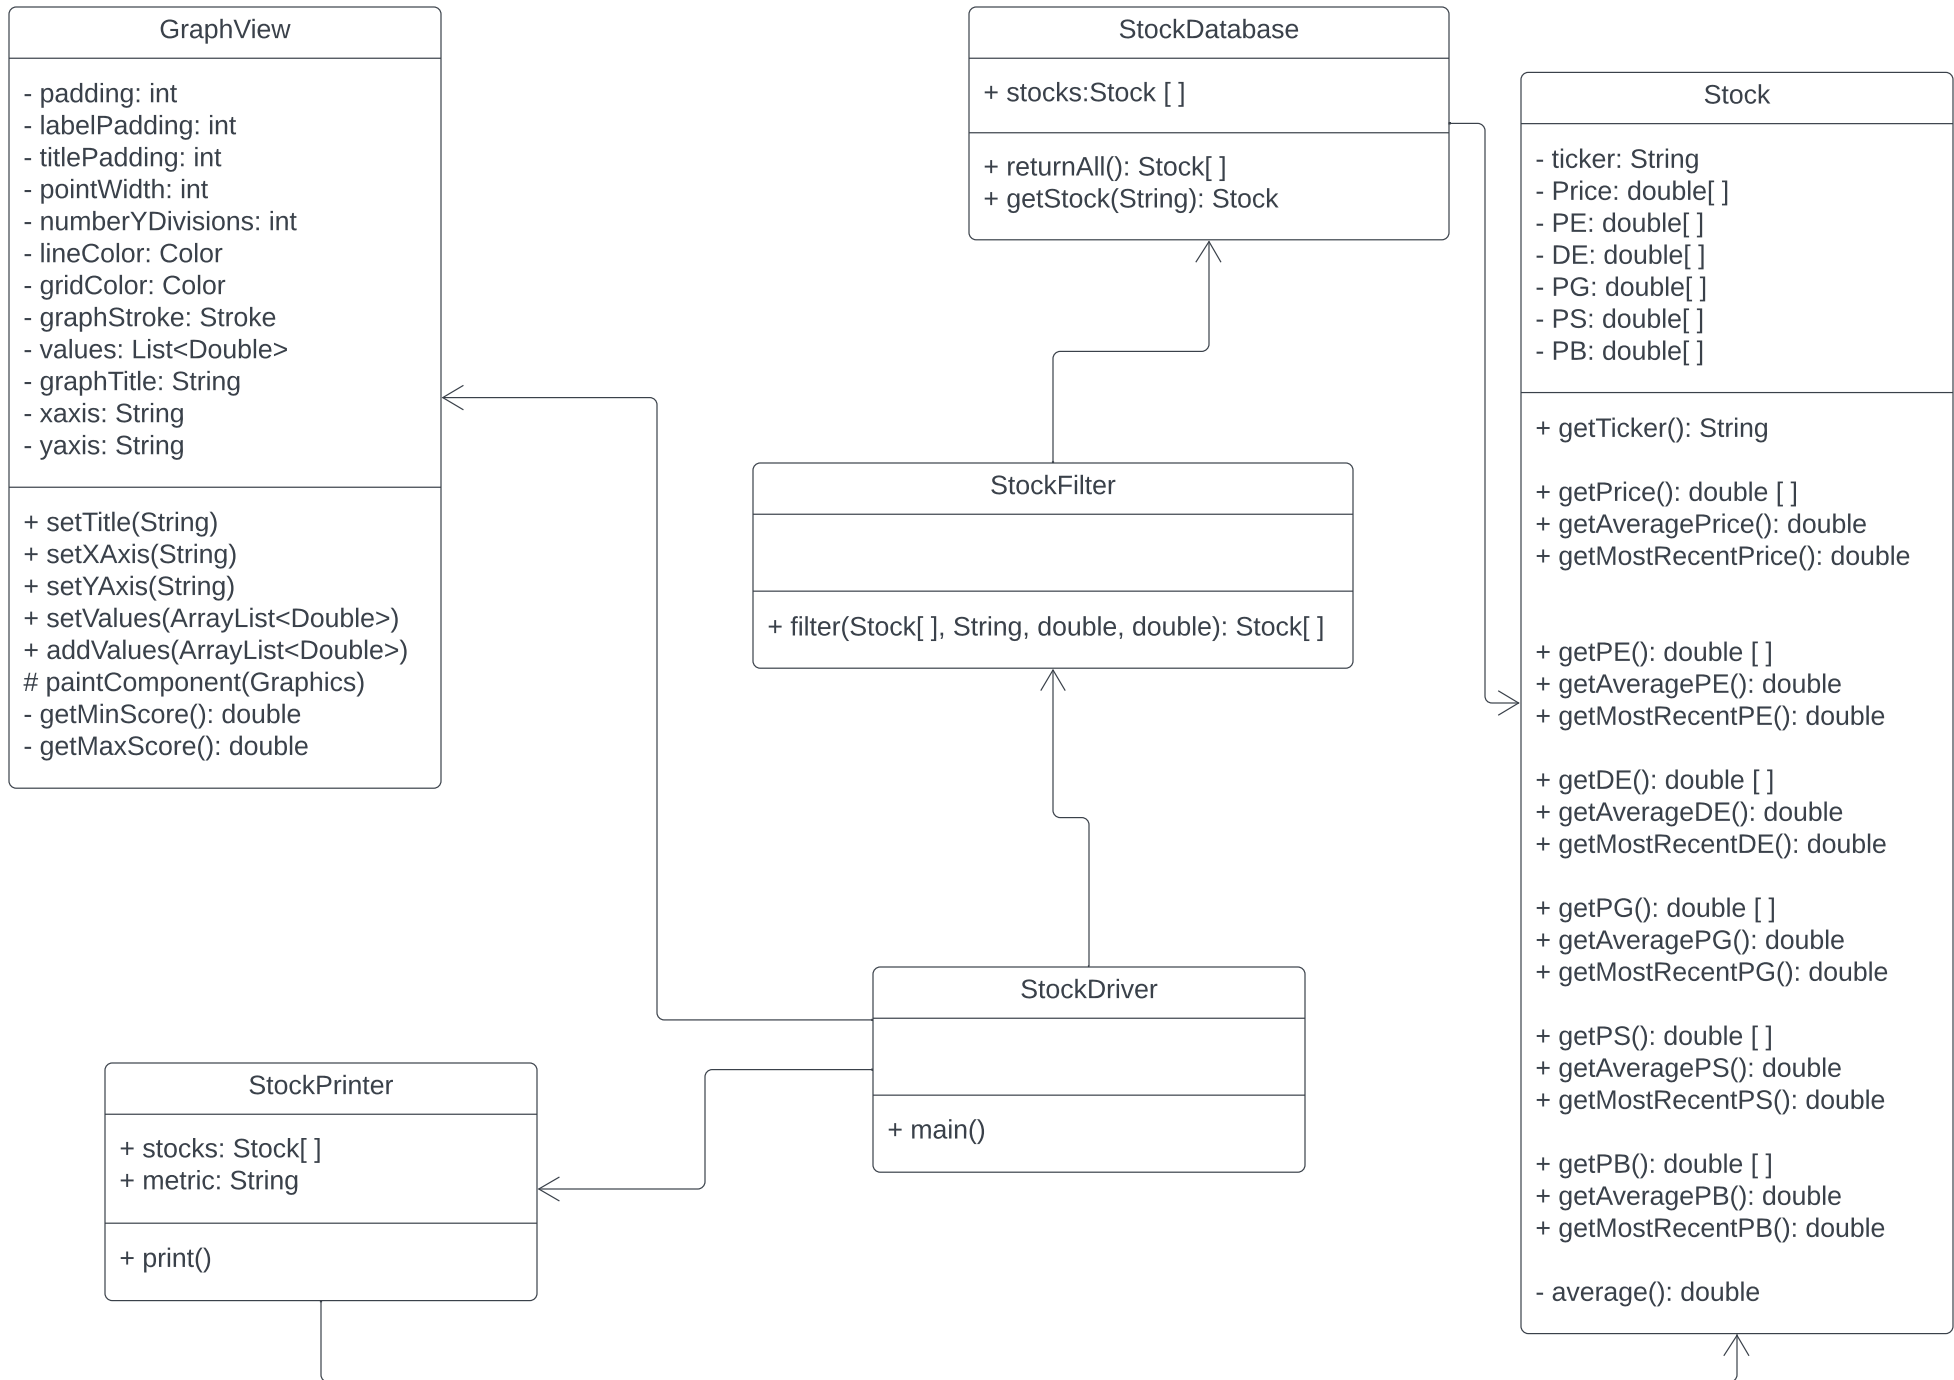 GraphView
- padding: int
- labelPadding: int
- titlePadding: int
- pointWidth: int
- numberYDivisions: int
- lineColor: Color
- gridColor: Color
- graphStroke: Stroke
- values: List<Double>
- graphTitle: String
- xaxis: String
- yaxis: String
+ setTitle(String)
+ setXAxis(String)
+ setYAxis(String)
+ setValues(ArrayList<Double>)
+ addValues(ArrayList<Double>)
# paintComponent(Graphics)
- getMinScore(): double
- getMaxScore(): double
StockDatabase
+ stocks:Stock [ ]
+ returnAll(): Stock[ ]
+ getStock(String): Stock
StockFilter
+ filter(Stock[ ], String, double, double): Stock[ ]
StockDriver
+ main()
StockPrinter
+ stocks: Stock[ ]
+ metric: String
+ print()
Stock
- ticker: String
- Price: double[ ]
- PE: double[ ]
- DE: double[ ]
- PG: double[ ]
- PS: double[ ]
- PB: double[ ]
+ getTicker(): String
+ getPrice(): double [ ]
+ getAveragePrice(): double
+ getMostRecentPrice(): double
+ getPE(): double [ ]
+ getAveragePE(): double
+ getMostRecentPE(): double
+ getDE(): double [ ]
+ getAverageDE(): double
+ getMostRecentDE(): double
+ getPG(): double [ ]
+ getAveragePG(): double
+ getMostRecentPG(): double
+ getPS(): double [ ]
+ getAveragePS(): double
+ getMostRecentPS(): double
+ getPB(): double [ ]
+ getAveragePB(): double
+ getMostRecentPB(): double
- average(): double